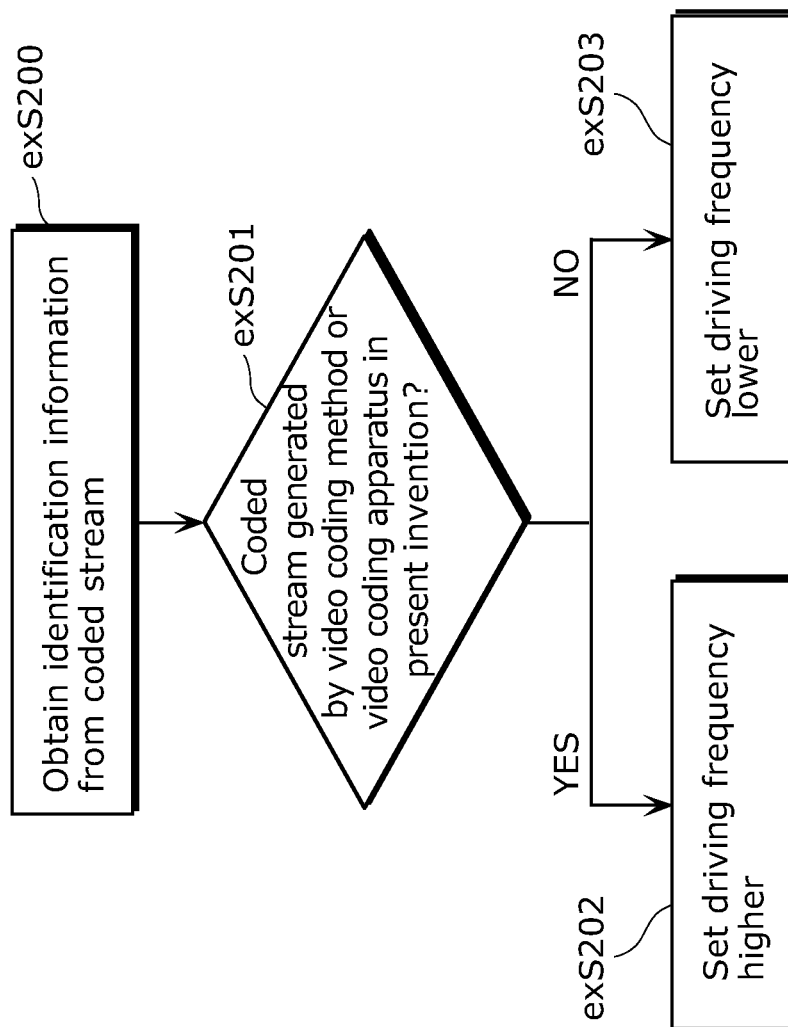 exS200
Obtain identification information
from coded stream
exS201
Coded
stream generated
by video coding method or
video coding apparatus in
present invention?
YES
NO
exS202
Set driving frequency
higher
exS203
Set driving frequency
lower